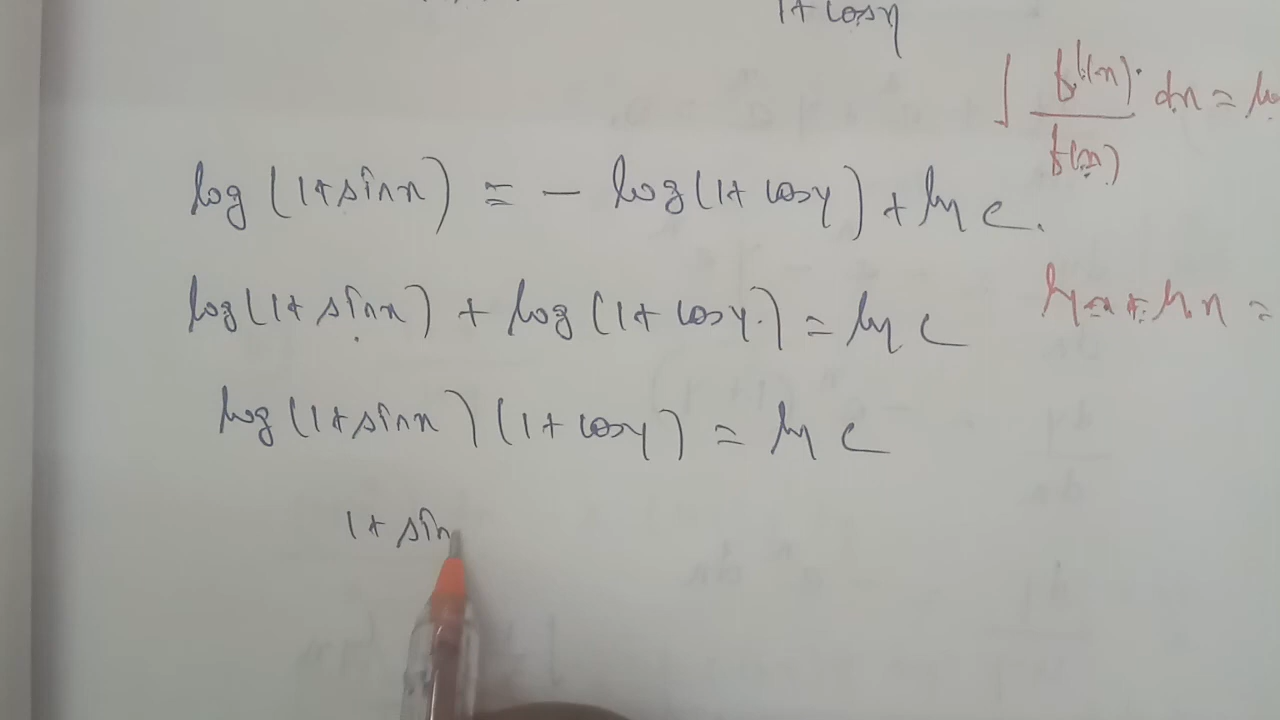 1+ cosy
∫ f'(x) / f(x) dx =
log (1+sinx) = - log(1+ cosy) + ln c.
log(1+ sinx) + log (1+ cosy.) = ln c
log (1+sinx) (1+ cosy) = ln c
1+ sin